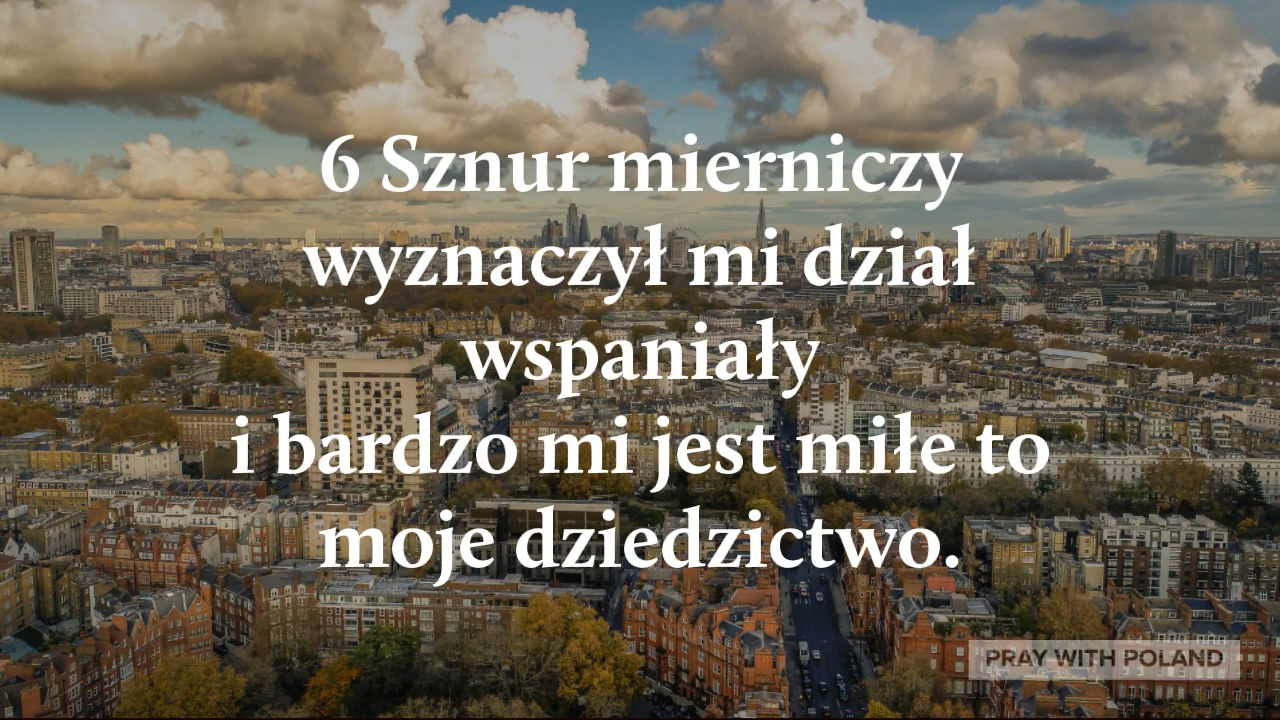 6 Sznur mierniczy
wyznaczył mi dział
wspaniały
i bardzo mi jest miłe to
moje dziedzictwo.
PRAY WITH POLAND